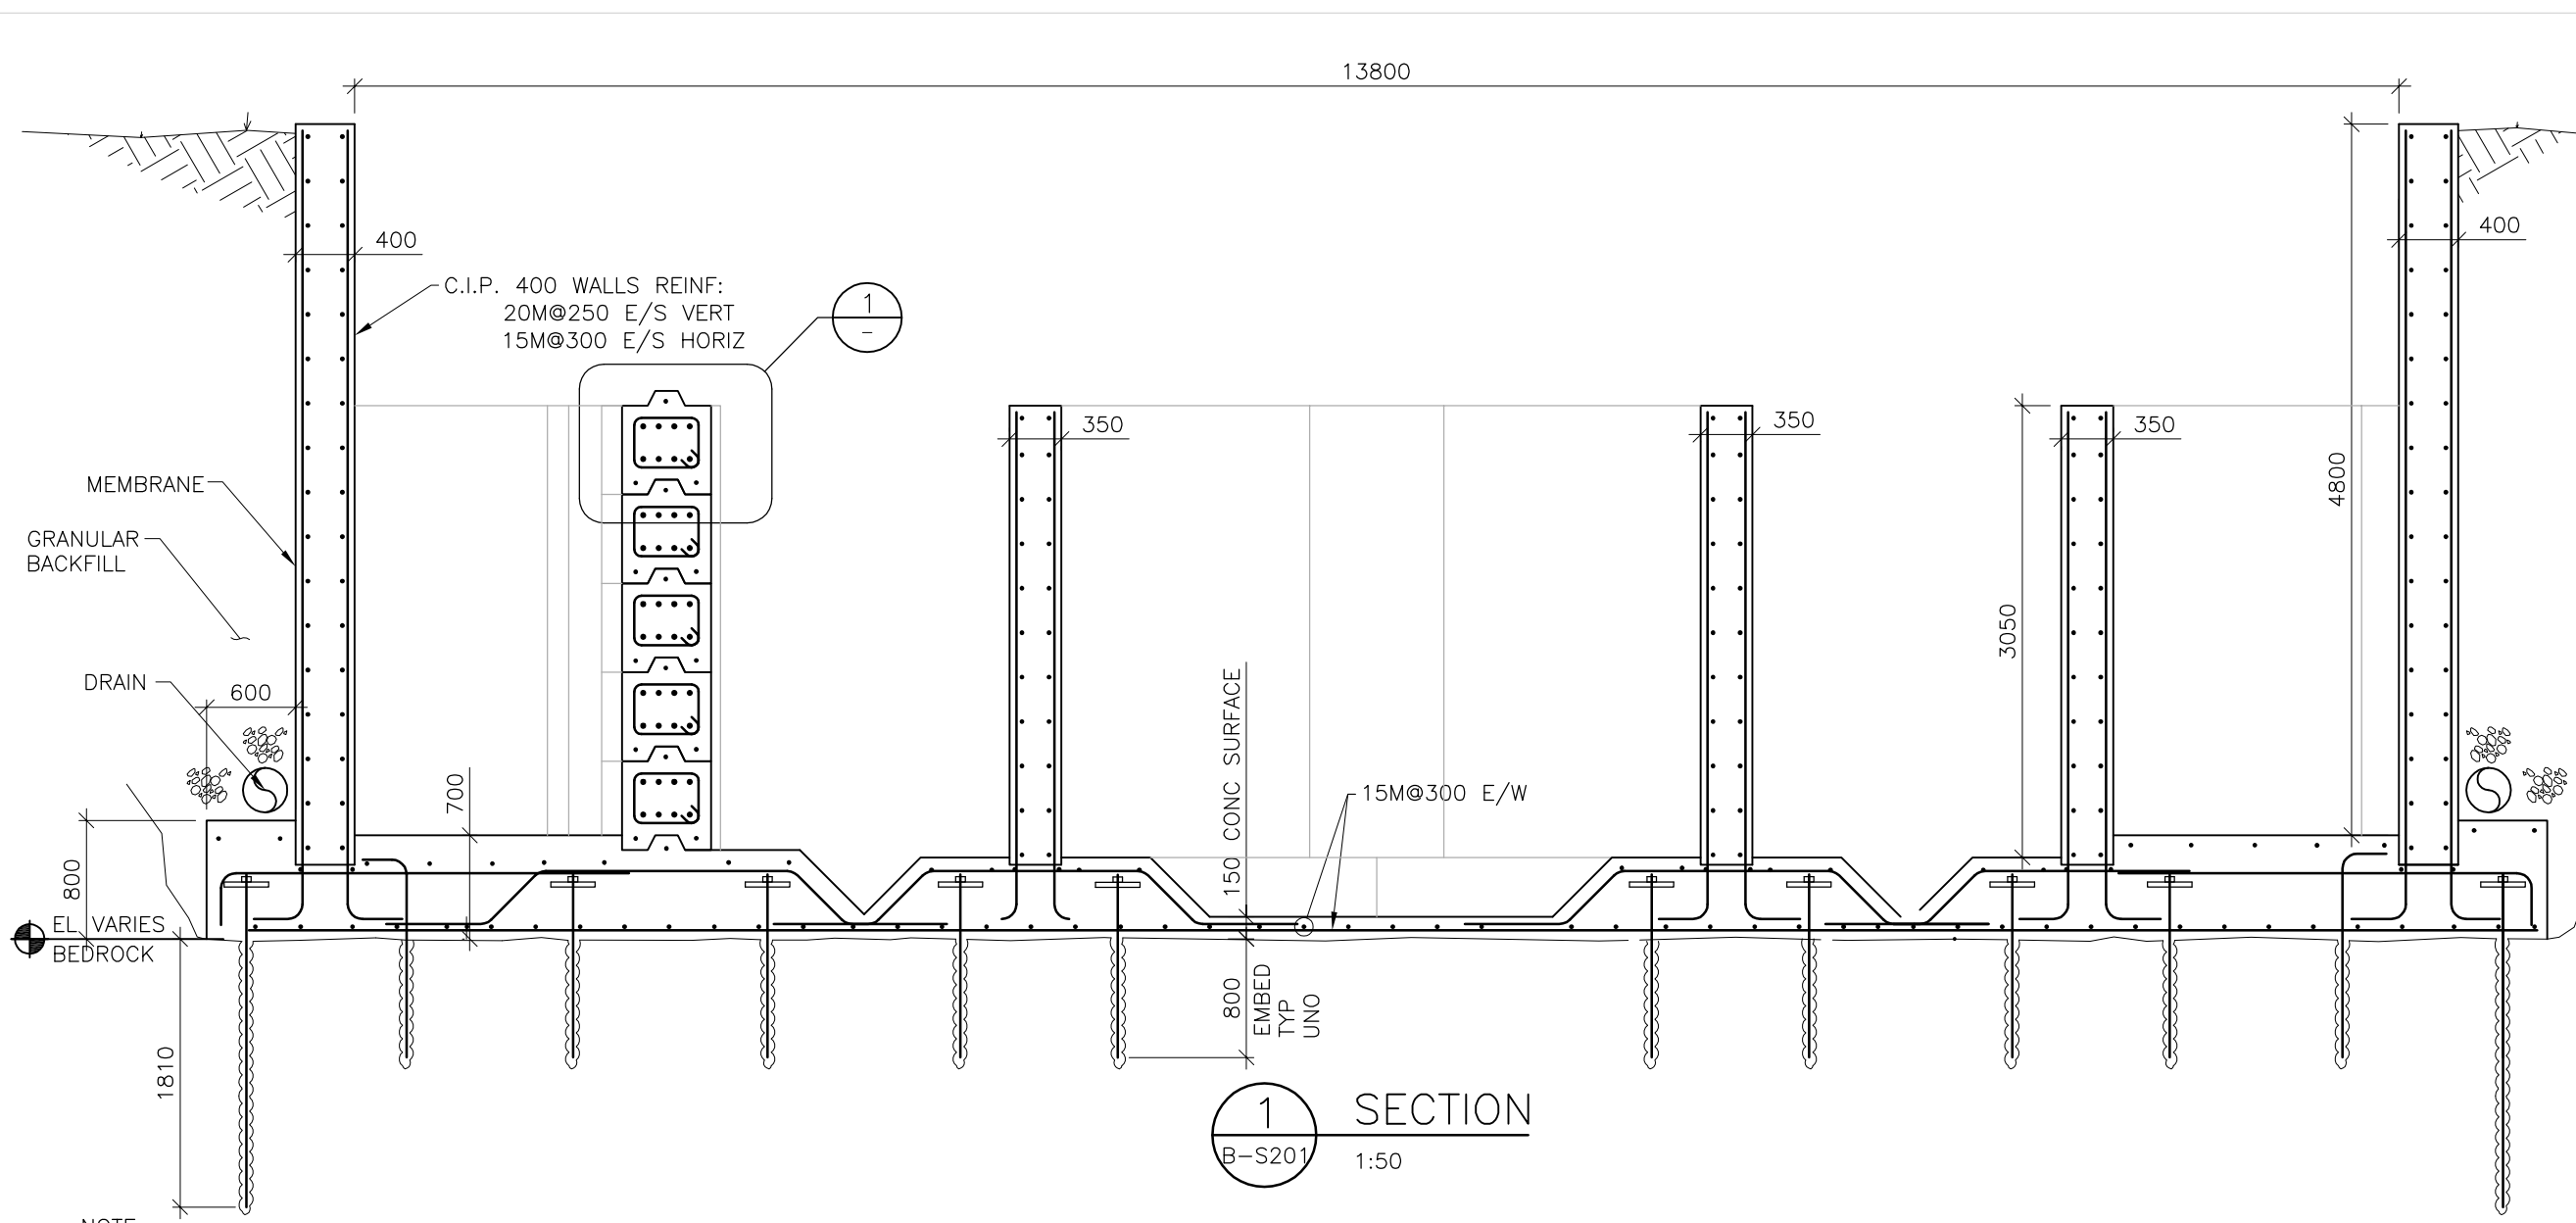 13800
400
400
C.I.P. 400 WALLS REINF:
20M@250 E/S VERT
15M@300 E/S HORIZ
1
–
350
350
350
4800
MEMBRANE
GRANULAR
BACKFILL
3050
DRAIN
600
150 CONC SURFACE
700
15M@300 E/W
800
EL VARIES
BEDROCK
800
EMBED
TYP
UNO
1810
1
SECTION
B-S201
1:50
NOTE